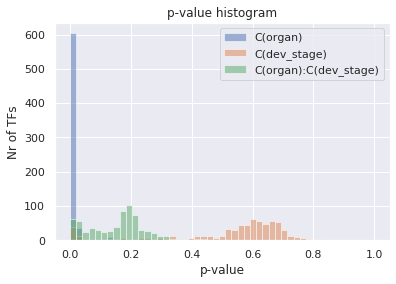 p-value histogram
C(organ)
C(dev_stage)
C(organ):C(dev_stage)
600
500
400
300
200
100
0
Nr of TFs
0.0 0.2 0.4 0.6 0.8 1.0
p-value